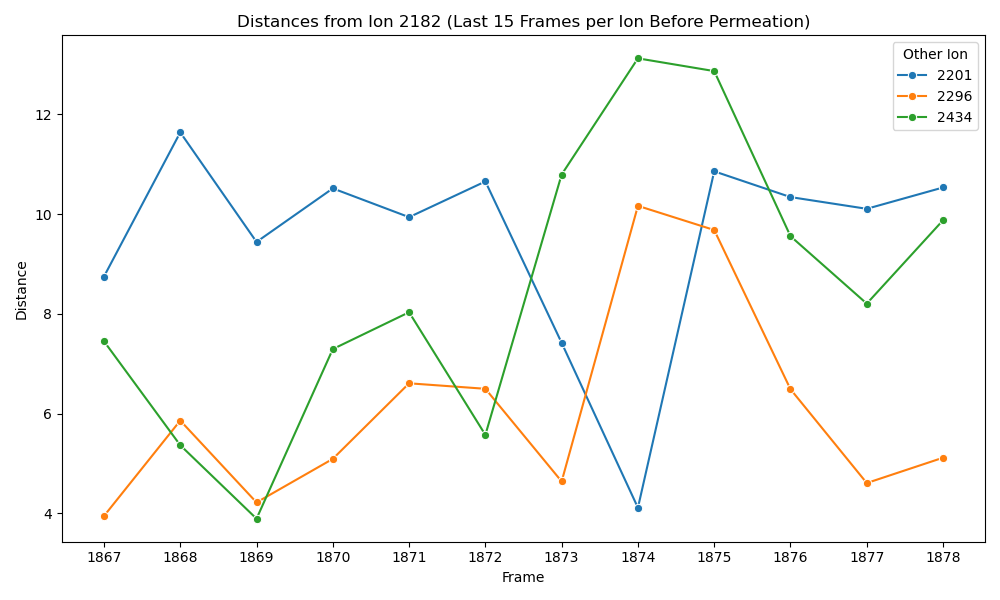 Distances from Ion 2182 (Last 15 Frames per Ion Before Permeation)
Other Ion
2201
2296
2434
Distance
12
10
8
6
4
1867 1868 1869 1870 1871 1872 1873 1874 1875 1876 1877 1878
Frame